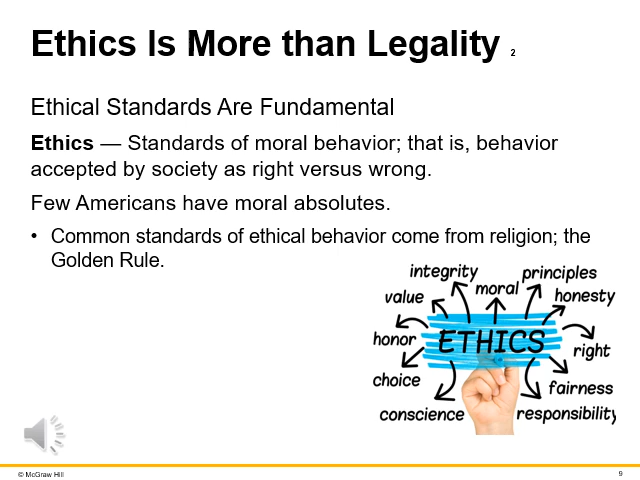 Ethics Is More than Legality 2
Ethical Standards Are Fundamental
Ethics — Standards of moral behavior; that is, behavior
accepted by society as right versus wrong.
Few Americans have moral absolutes.
• Common standards of ethical behavior come from religion; the
Golden Rule.
integrity
principles
moral
value
honesty
ETHICS
honor
right
choice
fairness
conscience
responsibility
© McGraw Hill
9